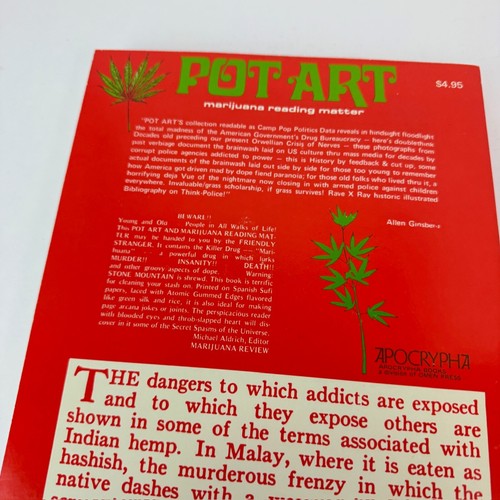 POT ART
$4.95
marijuana reading matter
"POT ART'S collection readable as Camp Pop Politics Data reveals in hindsight floodlight
the total madness of the American Government's Drug Bureaucracy — here's doublethink
Decades old preceding our present Orwellian Crisis of Nerves — these photographs from
past verbiage document the brainwash laid on US culture thru mass media for decades by
corrupt police agencies addicted to power — this is History by feedback & cut up, some
actual documents of the brainwash laid out side by side for those too young to remember
how America got driven mad by dope fiend paranoia; for those old folks who lived thru it, a
horrifying deja Vue of the nightmare now closing in with armed police against children
everywhere. Invaluable/grass scholarship, if grass survives! Rave X Ray historic illustrated
Bibliography on Think-Police!"
Allen Ginsberg
BEWARE!!
Young and Old People in All Walks of Life!
This POT ART AND MARIJUANA READING MAT-
TER may be handed to you by the FRIENDLY
STRANGER. It contains the Killer Drug — "Mari-
huana" — a powerful drug in which lurks
MURDER!! INSANITY!! DEATH!!
and other groovy aspects of dope. Warning
STONE MOUNTAIN is shrewd. This book is terrific
for cleaning your stash on. Printed on Spanish Sufi
papers, laced with Atomic Gummed Edges flavored
like green silk and rice, it is also ideal for making
page arcana jokes or joints. The perspicacious reader
with blooded eyes and throb-slapped heart will dis-
cover in it some of the Secret Spasms of the Universe.
Michael Aldrich, Editor
MARIJUANA REVIEW
APOCRYPHA
APOCRYPHA BOOKS
THE dangers to which addicts are exposed
and to which they expose others are
shown in some of the terms associated with
Indian hemp. In Malay, where it is eaten as
hashish, the murderous frenzy in which the
native dashes with a